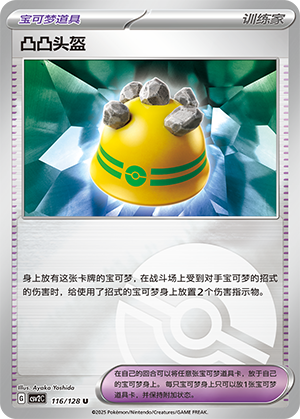 宝可梦道具
训练家
凸凸头盔
身上放有这张卡牌的宝可梦，在战斗场上受到对手宝可梦的招式
的伤害时，给使用了招式的宝可梦身上放置2个伤害指示物。
Illus. Ayaka Yoshida
G CSV2C 116/128 U
在自己的回合可以将任意张宝可梦道具卡，放于自己
的宝可梦身上。每只宝可梦身上只可以放1张宝可梦道
具卡，并保持附加状态。
©2025 Pokémon/Nintendo/Creatures/GAME FREAK.